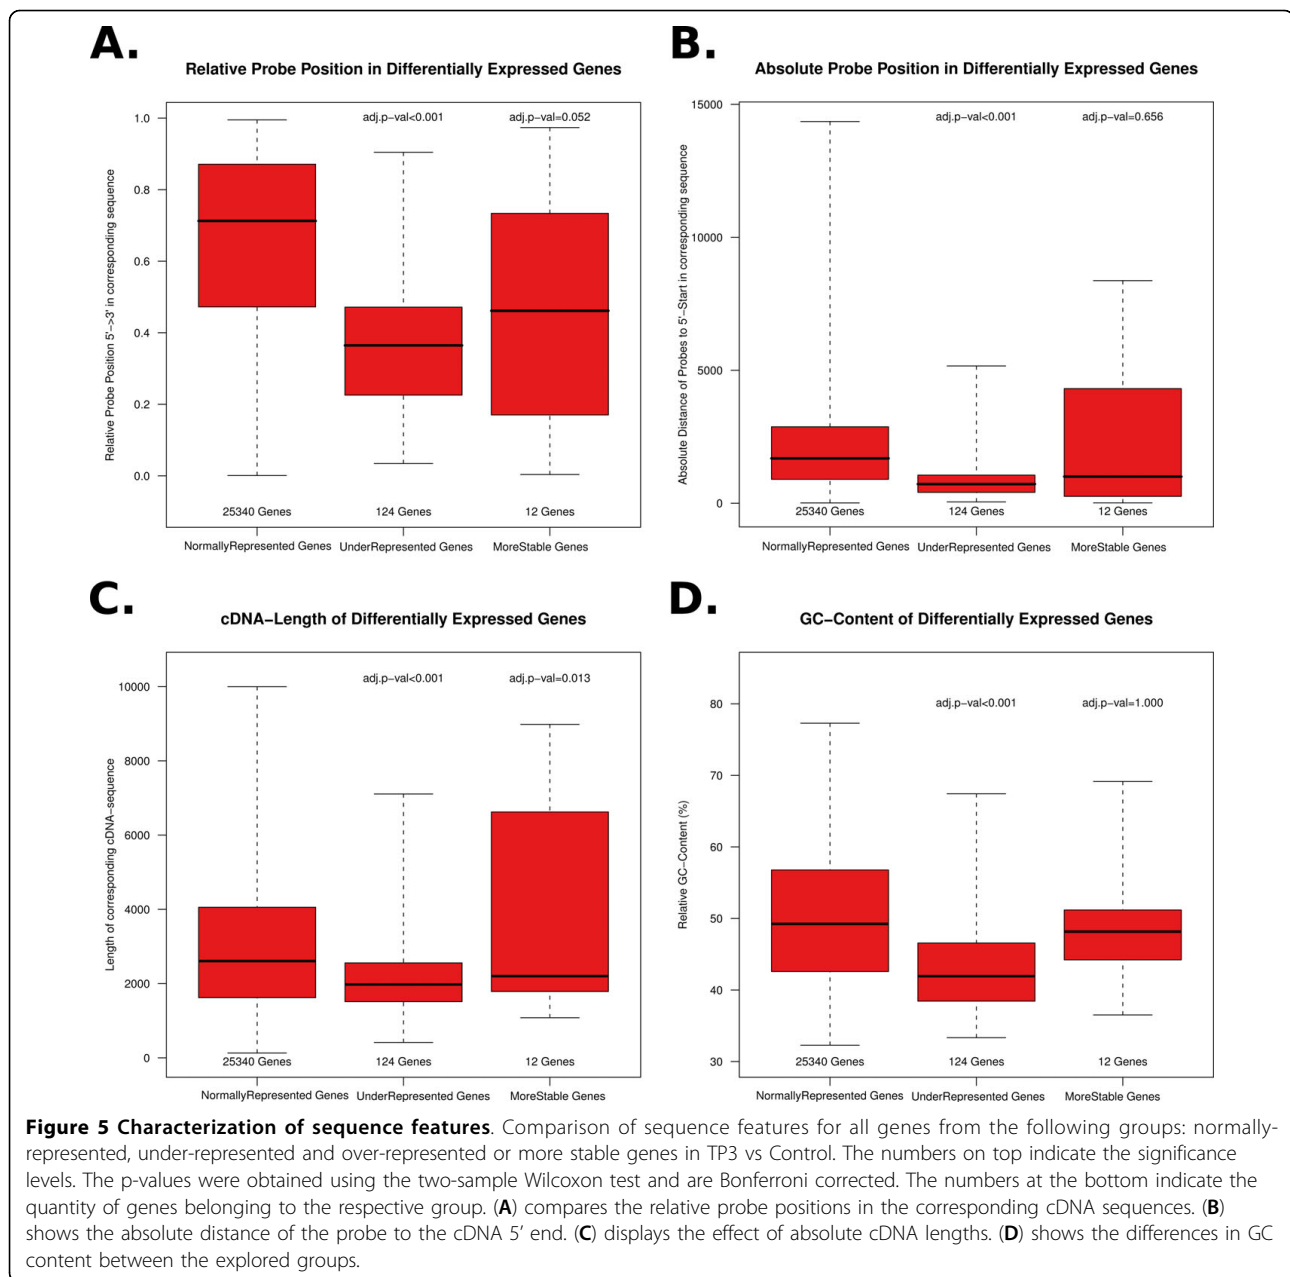 A.
Relative Probe Position in Differentially Expressed Genes
Relative Probe Position 5'->3' in corresponding sequence
1.0
0.8
0.6
0.4
0.2
0.0
adj.p-val<0.001
adj.p-val=0.052
25340 Genes
124 Genes
12 Genes
NormallyRepresented Genes
UnderRepresented Genes
MoreStable Genes
B.
Absolute Probe Position in Differentially Expressed Genes
Absolute Distance of Probes to 5'-Start in corresponding sequence
15000
10000
5000
0
adj.p-val<0.001
adj.p-val=0.656
25340 Genes
124 Genes
12 Genes
NormallyRepresented Genes
UnderRepresented Genes
MoreStable Genes
C.
cDNA-Length of Differentially Expressed Genes
Length of corresponding cDNA-sequence
10000
8000
6000
4000
2000
0
adj.p-val<0.001
adj.p-val=0.013
25340 Genes
124 Genes
12 Genes
NormallyRepresented Genes
UnderRepresented Genes
MoreStable Genes
D.
GC-Content of Differentially Expressed Genes
Relative GC-Content (%)
80
70
60
50
40
30
adj.p-val<0.001
adj.p-val=1.000
25340 Genes
124 Genes
12 Genes
NormallyRepresented Genes
UnderRepresented Genes
MoreStable Genes
Figure 5 Characterization of sequence features. Comparison of sequence features for all genes from the following groups: normally-
represented, under-represented and over-represented or more stable genes in TP3 vs Control. The numbers on top indicate the significance
levels. The p-values were obtained using the two-sample Wilcoxon test and are Bonferroni corrected. The numbers at the bottom indicate the
quantity of genes belonging to the respective group. (A) compares the relative probe positions in the corresponding cDNA sequences. (B)
shows the absolute distance of the probe to the cDNA 5' end. (C) displays the effect of absolute cDNA lengths. (D) shows the differences in GC
content between the explored groups.